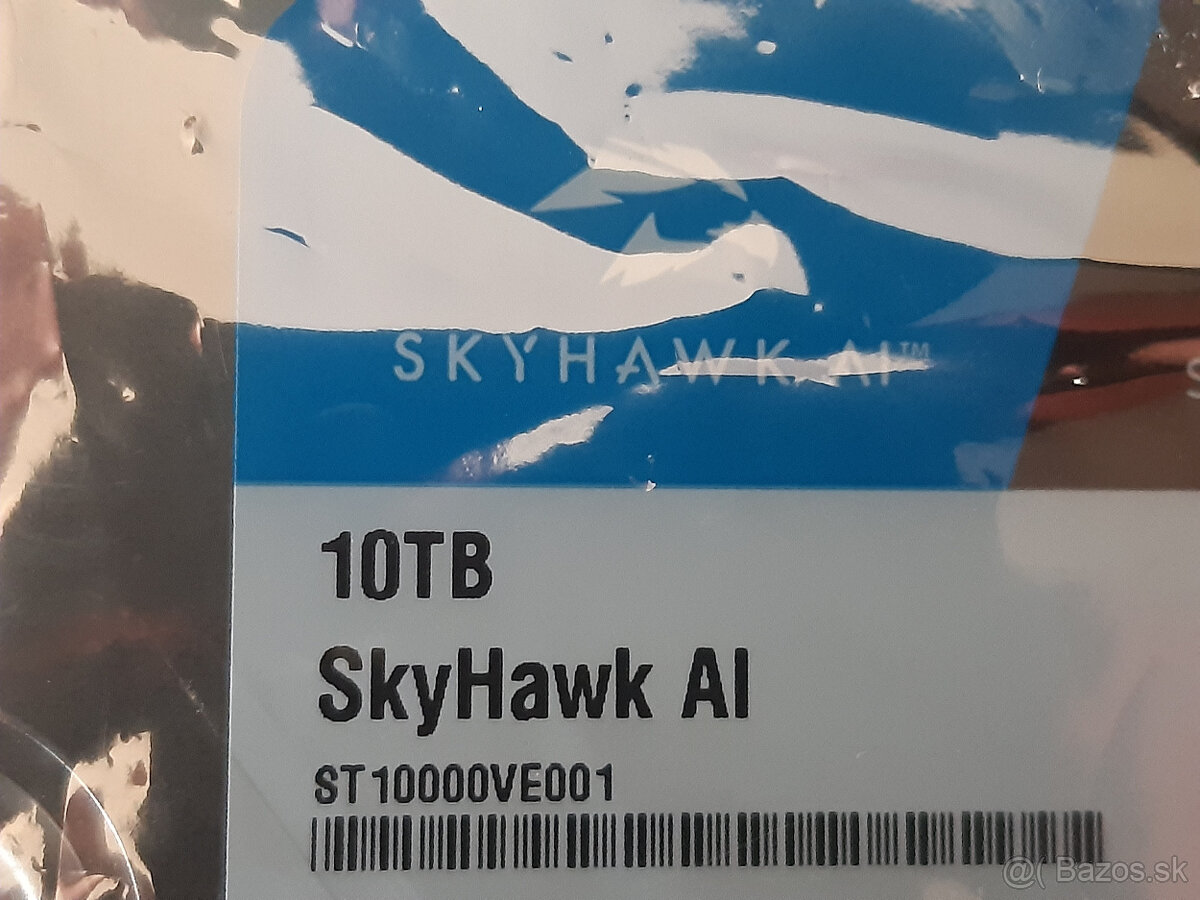 SKYHAWK AI™
10TB
SkyHawk AI
ST10000VE001
@( Bazos.sk